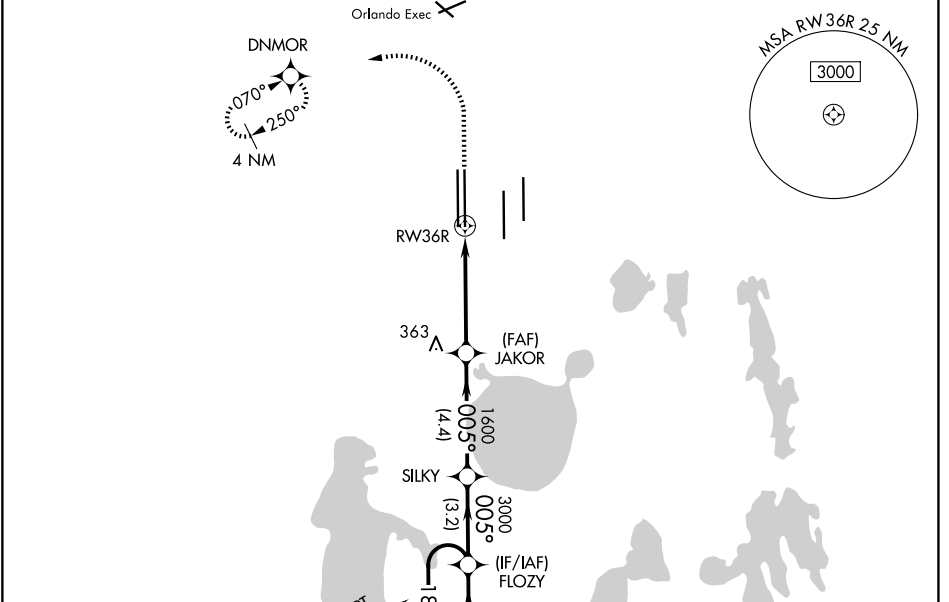 Orlando Exec
MSA RW36R 25 NM
3000
DNMOR
070°
250°
4 NM
RW36R
363
(FAF)
JAKOR
1600
005°
(4.4)
SILKY
3000
005°
(3.2)
(IF/IAF)
FLOZY